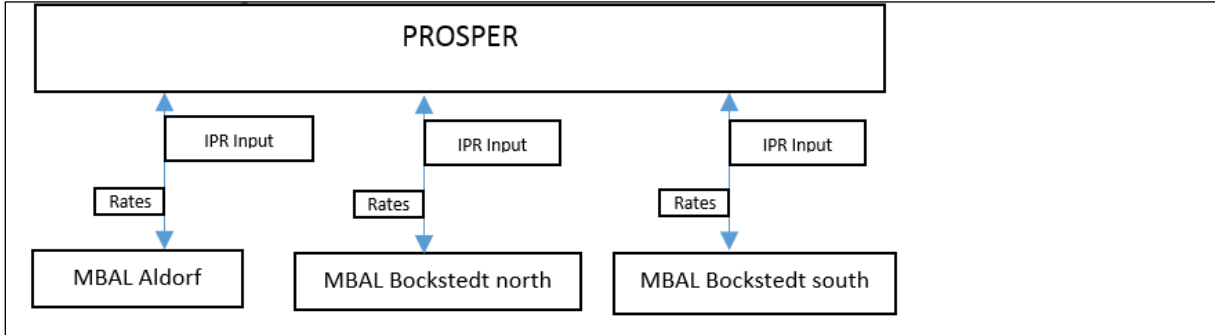 PROSPER
IPR Input
IPR Input
IPR Input
Rates
Rates
Rates
MBAL Aldorf
MBAL Bockstedt north
MBAL Bockstedt south